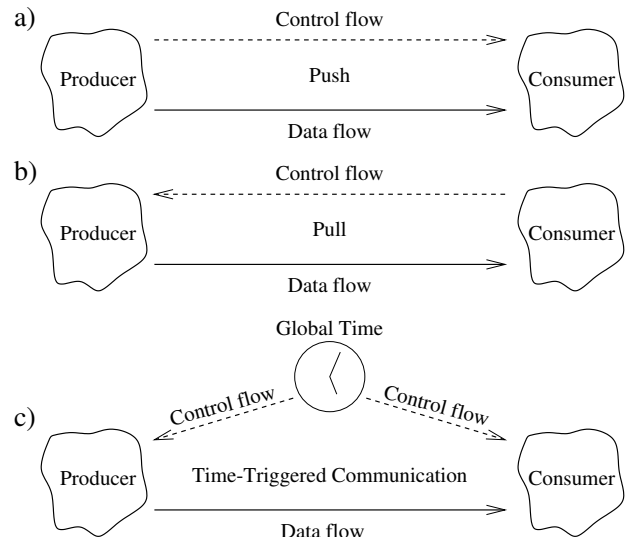 a)
Control flow
Producer
Push
Consumer
Data flow
b)
Control flow
Producer
Pull
Consumer
Data flow
Global Time
c)
Control flow
Control flow
Producer
Time-Triggered Communication
Consumer
Data flow